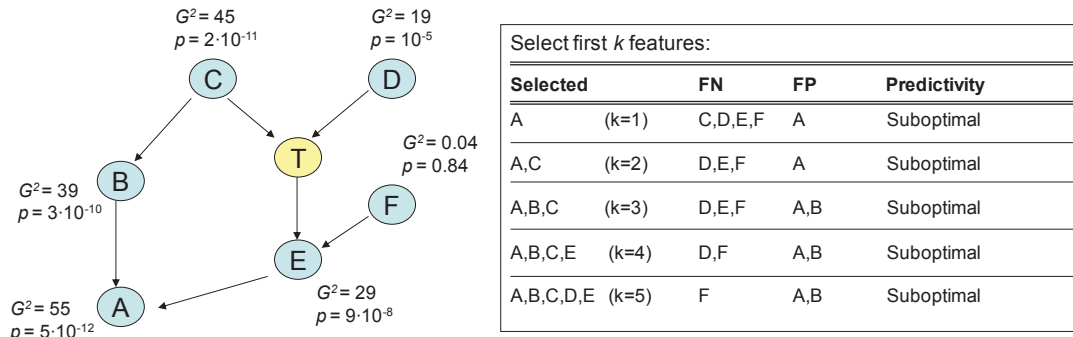 G² = 45
p = 2·10⁻¹¹
C
G² = 19
p = 10⁻⁵
D
T
G² = 0.04
p = 0.84
F
B
G² = 39
p = 3·10⁻¹⁰
E
G² = 29
p = 9·10⁻⁸
A
G² = 55
p = 5·10⁻¹²
Select first k features:
Selected FN FP Predictivity
A (k=1) C,D,E,F A Suboptimal
A,C (k=2) D,E,F A Suboptimal
A,B,C (k=3) D,E,F A,B Suboptimal
A,B,C,E (k=4) D,F A,B Suboptimal
A,B,C,D,E (k=5) F A,B Suboptimal